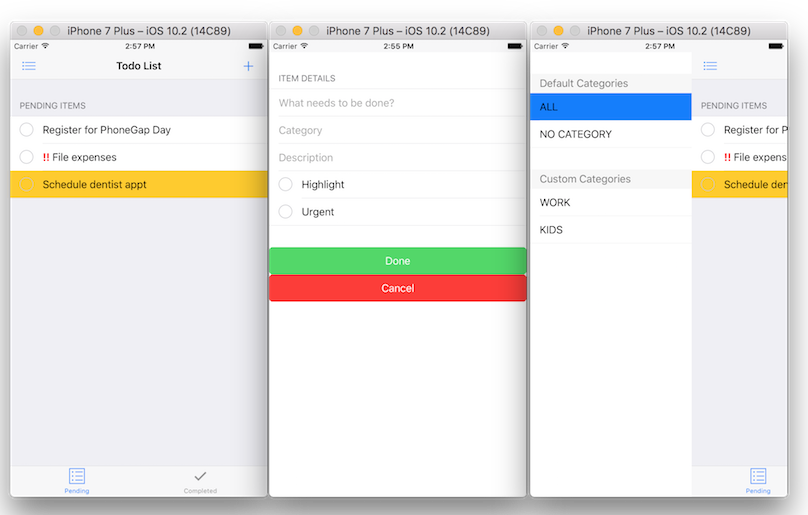 iPhone 7 Plus – iOS 10.2 (14C89)
Carrier 2:57 PM
Todo List
PENDING ITEMS
Register for PhoneGap Day
!! File expenses
Schedule dentist appt
Pending
Completed
iPhone 7 Plus – iOS 10.2 (14C89)
Carrier 2:55 PM
ITEM DETAILS
What needs to be done?
Category
Description
Highlight
Urgent
Done
Cancel
iPhone 7 Plus – iOS 10.2 (14C89)
Carrier 2:57 PM
Default Categories
ALL
NO CATEGORY
Custom Categories
WORK
KIDS
PENDING ITEMS
Register for P
!! File expens
Schedule den
Pending